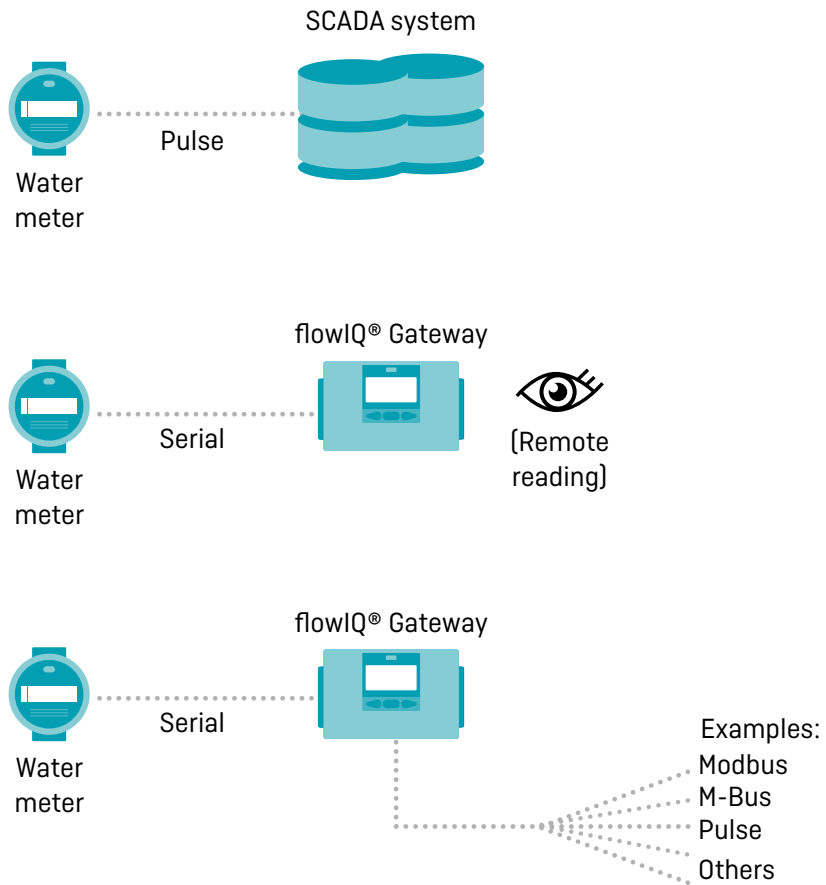 SCADA system
Pulse
Water
meter
flowIQ® Gateway
Serial
(Remote
reading)
Water
meter
flowIQ® Gateway
Serial
Water
meter
Examples:
Modbus
M-Bus
Pulse
Others